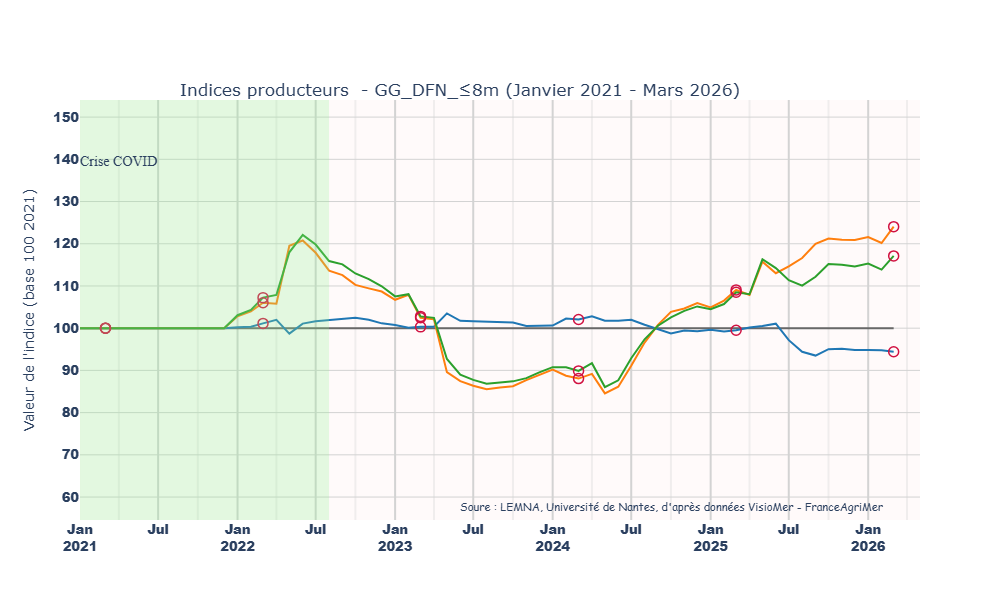 Indices producteurs  - GG_DFN_≤8m (Janvier 2021 - Mars 2026)
Valeur de l'indice (base 100 2021)
150
140
130
120
110
100
90
80
70
60
Crise COVID
Soure : LEMNA, Université de Nantes, d'après données VisioMer - FranceAgriMer
Jan Jul Jan Jul Jan Jul Jan Jul Jan Jul Jan
2021 2022 2023 2024 2025 2026